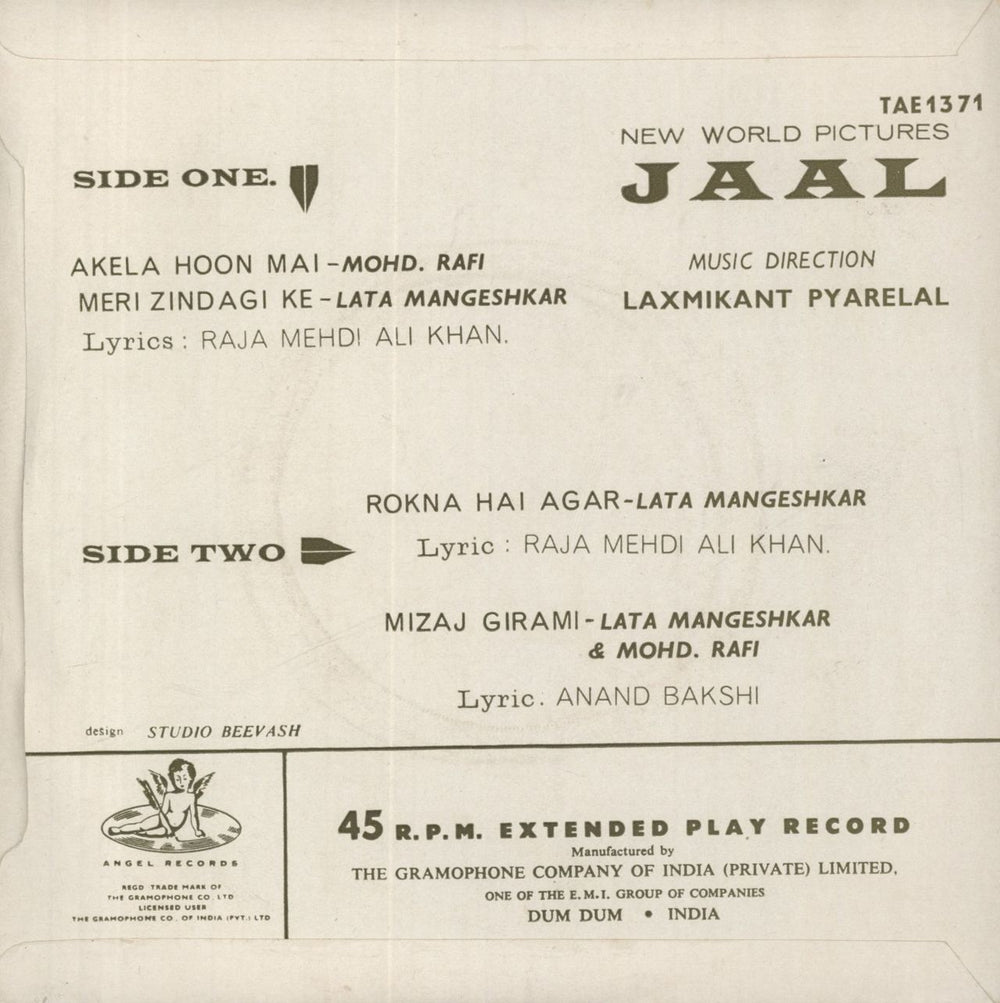 TAE1371
NEW WORLD PICTURES
JAAL
MUSIC DIRECTION
LAXMIKANT PYARELAL
SIDE ONE.
AKELA HOON MAI-MOHD. RAFI
MERI ZINDAGI KE-LATA MANGESHKAR
Lyrics: RAJA MEHDI ALI KHAN.
SIDE TWO
ROKNA HAI AGAR-LATA MANGESHKAR
Lyric: RAJA MEHDI ALI KHAN.
MIZAJ GIRAMI-LATA MANGESHKAR
& MOHD. RAFI
Lyric. ANAND BAKSHI
design STUDIO BEEVASH
ANGEL RECORDS
REGD TRADE MARK OF
THE GRAMOPHONE CO. LTD
LICENSED USER
THE GRAMOPHONE CO. OF INDIA (PVT.) LTD
45 R.P.M. EXTENDED PLAY RECORD
Manufactured by
THE GRAMOPHONE COMPANY OF INDIA (PRIVATE) LIMITED,
ONE OF THE E.M.I. GROUP OF COMPANIES
DUM DUM • INDIA